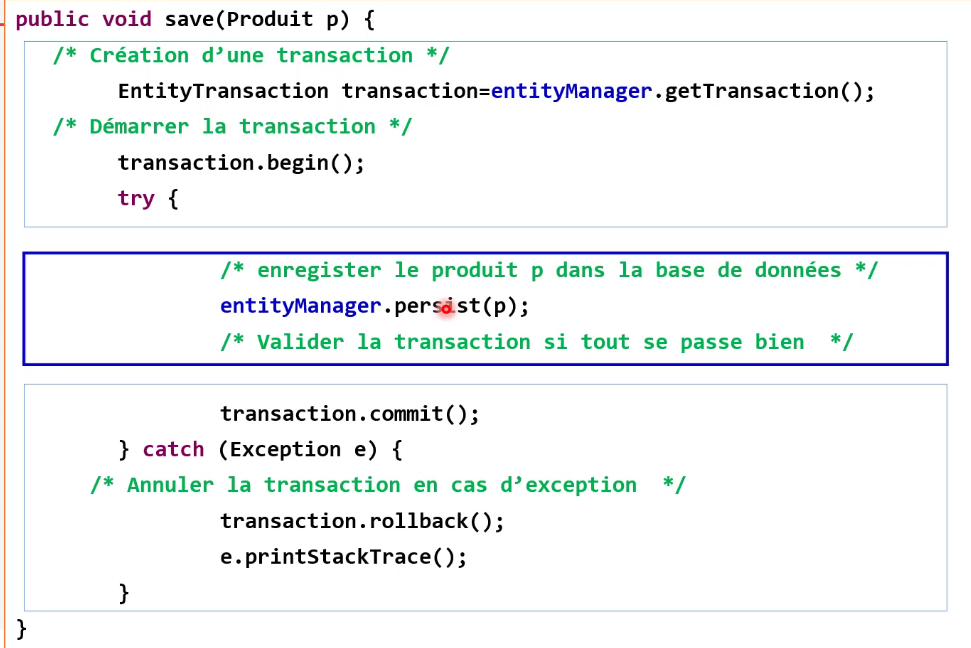 public void save(Produit p) {
/* Création d’une transaction */
EntityTransaction transaction=entityManager.getTransaction();
/* Démarrer la transaction */
transaction.begin();
try {
/* enregister le produit p dans la base de données */
entityManager.persist(p);
/* Valider la transaction si tout se passe bien */
transaction.commit();
} catch (Exception e) {
/* Annuler la transaction en cas d’exception */
transaction.rollback();
e.printStackTrace();
}
}